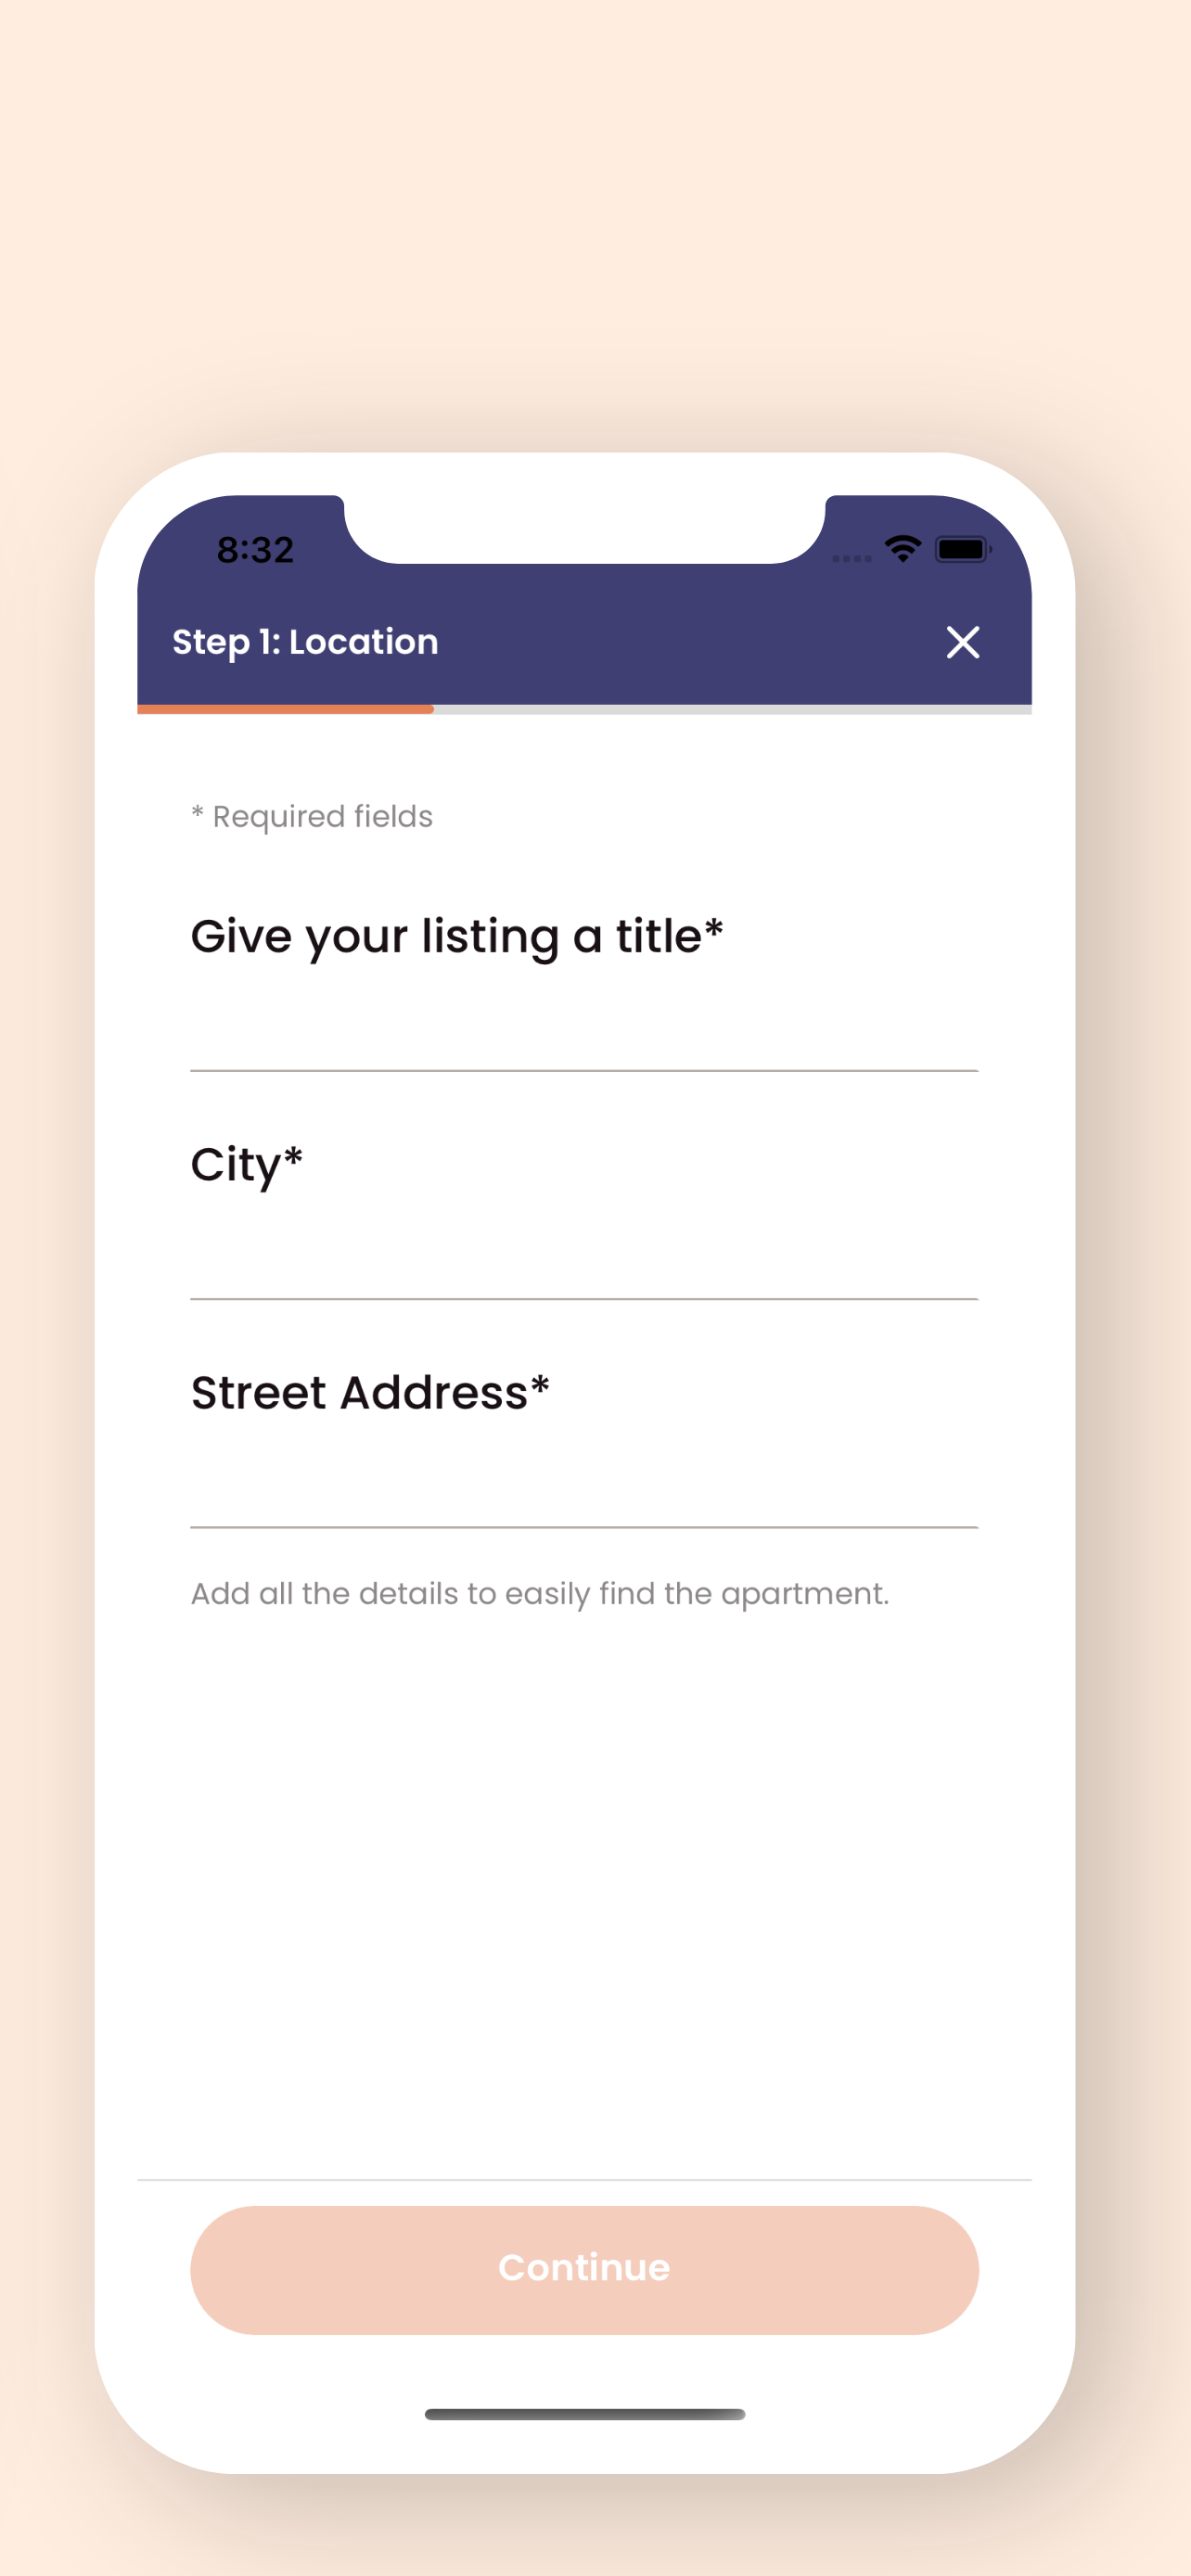 8:32
Step 1: Location
* Required fields
Give your listing a title*
City*
Street Address*
Add all the details to easily find the apartment.
Continue